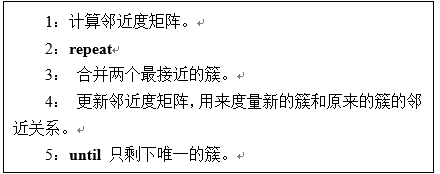 1：计算邻近度矩阵。
2：repeat
3： 合并两个最接近的簇。
4： 更新邻近度矩阵，用来度量新的簇和原来的簇的邻
近关系。
5：until 只剩下唯一的簇。